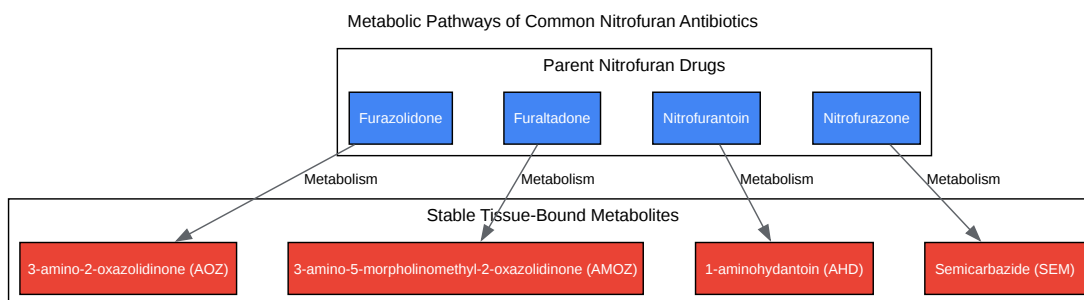 Metabolic Pathways of Common Nitrofuran Antibiotics
Parent Nitrofuran Drugs
Furazolidone
Furaltadone
Nitrofurantoin
Nitrofurazone
Metabolism
Metabolism
Metabolism
Metabolism
Stable Tissue-Bound Metabolites
3-amino-2-oxazolidinone (AOZ)
3-amino-5-morpholinomethyl-2-oxazolidinone (AMOZ)
1-aminohydantoin (AHD)
Semicarbazide (SEM)